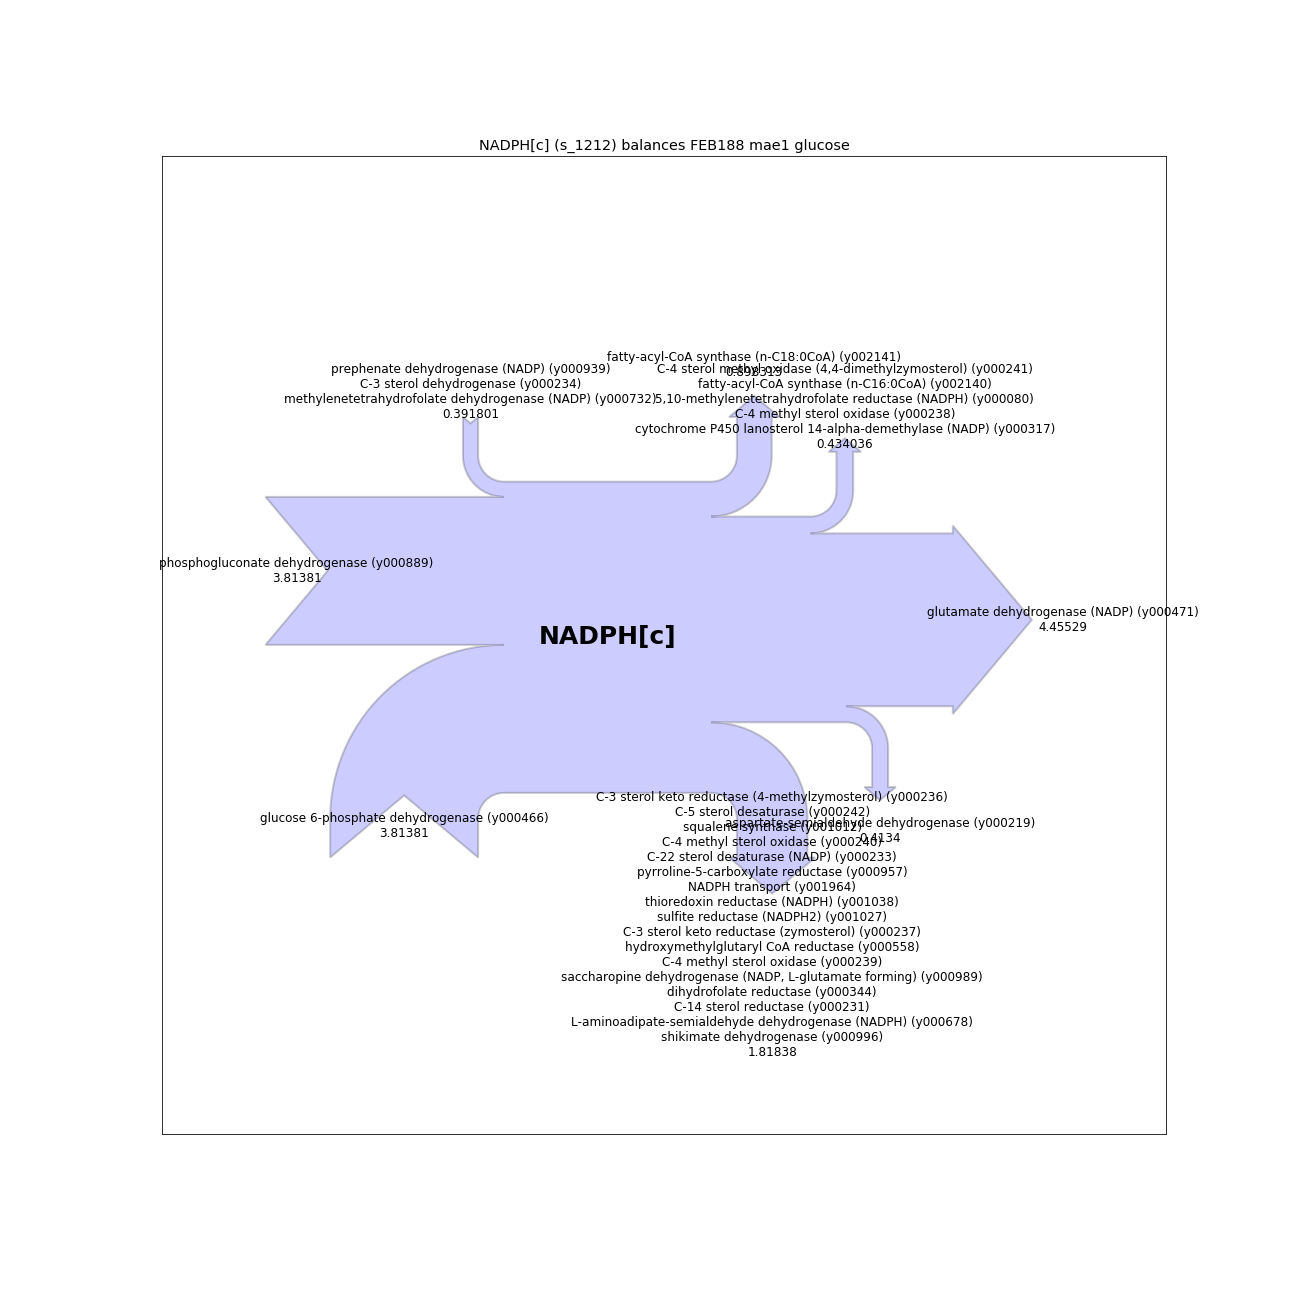 NADPH[c] (s_1212) balances FEB188 mae1 glucose
fatty-acyl-CoA synthase (n-C18:0CoA) (y002141)
0.898313
prephenate dehydrogenase (NADP) (y000939)
C-3 sterol dehydrogenase (y000234)
methylenetetrahydrofolate dehydrogenase (NADP) (y000732)
0.391801
C-4 sterol methyl oxidase (4,4-dimethylzymosterol) (y000241)
fatty-acyl-CoA synthase (n-C16:0CoA) (y002140)
5,10-methylenetetrahydrofolate reductase (NADPH) (y000080)
C-4 methyl sterol oxidase (y000238)
cytochrome P450 lanosterol 14-alpha-demethylase (NADP) (y000317)
0.434036
phosphogluconate dehydrogenase (y000889)
3.81381
glutamate dehydrogenase (NADP) (y000471)
4.45529
NADPH[c]
glucose 6-phosphate dehydrogenase (y000466)
3.81381
aspartate-semialdehyde dehydrogenase (y000219)
0.4134
C-3 sterol keto reductase (4-methylzymosterol) (y000236)
C-5 sterol desaturase (y000242)
squalene synthase (y001012)
C-4 methyl sterol oxidase (y000240)
C-22 sterol desaturase (NADP) (y000233)
pyrroline-5-carboxylate reductase (y000957)
NADPH transport (y001964)
thioredoxin reductase (NADPH) (y001038)
sulfite reductase (NADPH2) (y001027)
C-3 sterol keto reductase (zymosterol) (y000237)
hydroxymethylglutaryl CoA reductase (y000558)
C-4 methyl sterol oxidase (y000239)
saccharopine dehydrogenase (NADP, L-glutamate forming) (y000989)
dihydrofolate reductase (y000344)
C-14 sterol reductase (y000231)
L-aminoadipate-semialdehyde dehydrogenase (NADPH) (y000678)
shikimate dehydrogenase (y000996)
1.81838